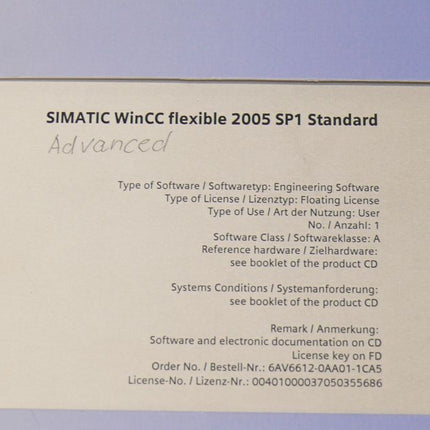 SIMATIC WinCC flexible 2005 SP1 Standard
Advanced
Type of Software / Softwaretyp: Engineering Software
Type of License / Lizenztyp: Floating License
Type of Use / Art der Nutzung: User
No. / Anzahl: 1
Software Class / Softwareklasse: A
Reference hardware / Zielhardware:
see booklet of the product CD
Systems Conditions / Systemanforderung:
see booklet of the product CD
Remark / Anmerkung:
Software and electronic documentation on CD
License key on FD
Order No. / Bestell-Nr.: 6AV6612-0AA01-1CA5
License-No. / Lizenz-Nr.: 00401000037050355686